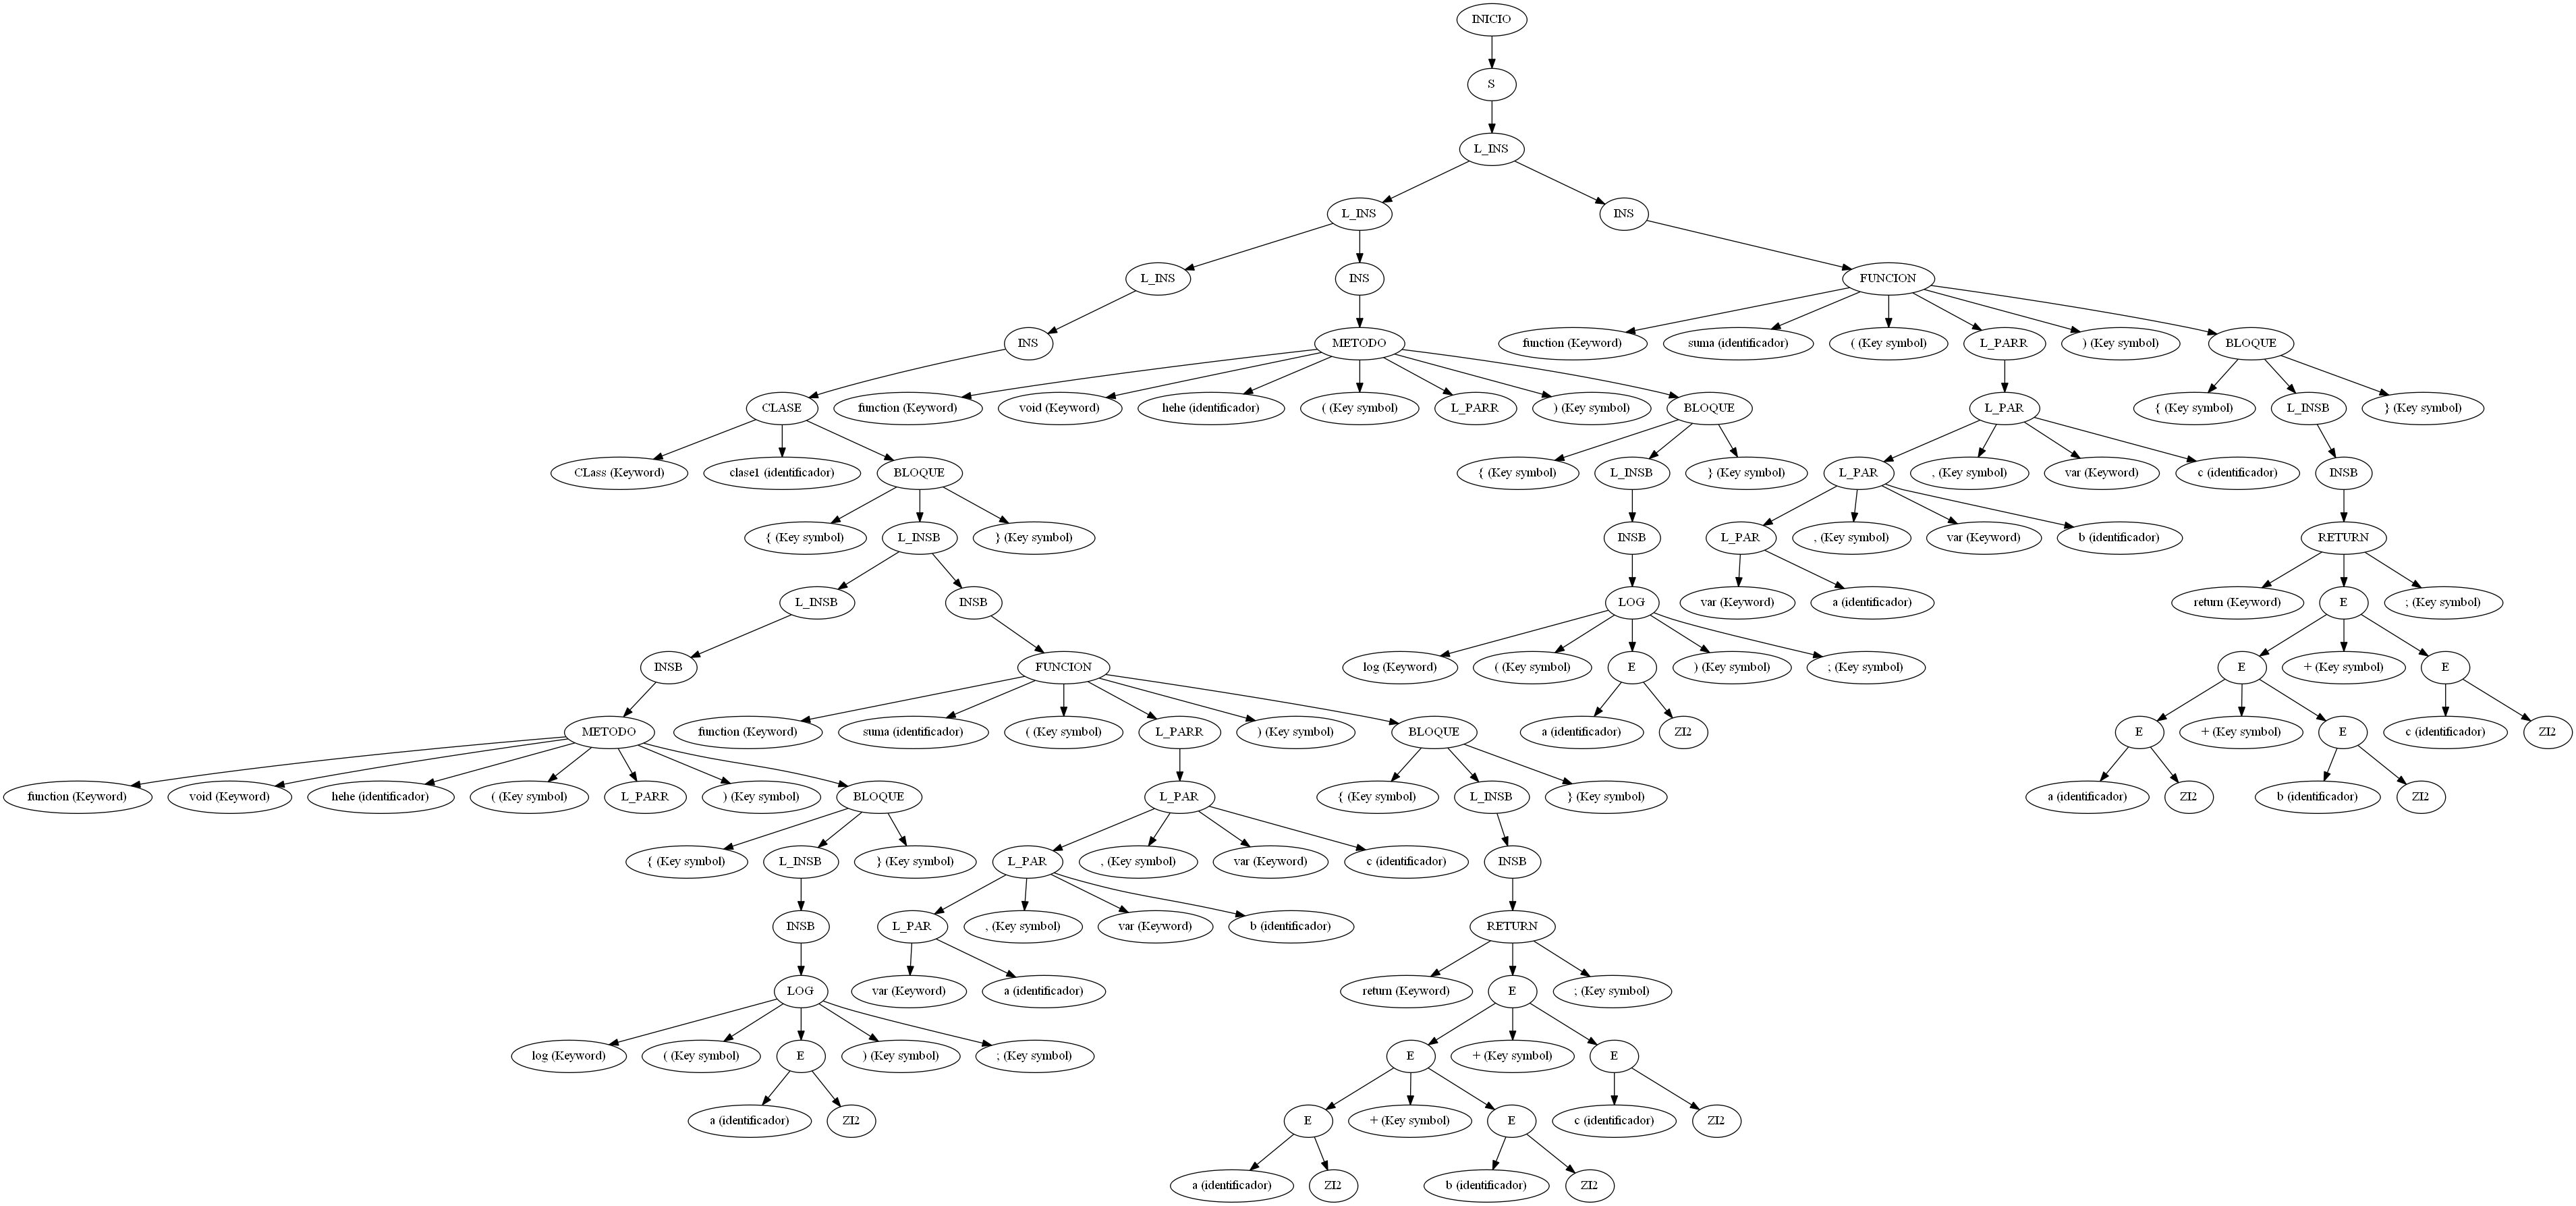 INICIO
S
L_INS
L_INS INS
L_INS INS FUNCION
INS METODO function (Keyword) suma (identificador) ( (Key symbol) L_PARR ) (Key symbol) BLOQUE
CLASE function (Keyword) void (Keyword) hehe (identificador) ( (Key symbol) L_PARR ) (Key symbol) BLOQUE L_PAR { (Key symbol) L_INSB } (Key symbol)
CLass (Keyword) clase1 (identificador) BLOQUE { (Key symbol) L_INSB } (Key symbol) L_PAR , (Key symbol) var (Keyword) c (identificador) INSB
{ (Key symbol) L_INSB } (Key symbol) INSB L_PAR , (Key symbol) var (Keyword) b (identificador) RETURN
L_INSB INSB LOG var (Keyword) a (identificador) return (Keyword) E ; (Key symbol)
INSB FUNCION log (Keyword) ( (Key symbol) E ) (Key symbol) ; (Key symbol) E + (Key symbol) E
METODO function (Keyword) suma (identificador) ( (Key symbol) L_PARR ) (Key symbol) BLOQUE a (identificador) ZI2 E + (Key symbol) E c (identificador) ZI2
function (Keyword) void (Keyword) hehe (identificador) ( (Key symbol) L_PARR ) (Key symbol) BLOQUE L_PAR { (Key symbol) L_INSB } (Key symbol) a (identificador) ZI2 b (identificador) ZI2
{ (Key symbol) L_INSB } (Key symbol) L_PAR , (Key symbol) var (Keyword) c (identificador) INSB
INSB L_PAR , (Key symbol) var (Keyword) b (identificador) RETURN
LOG var (Keyword) a (identificador) return (Keyword) E ; (Key symbol)
log (Keyword) ( (Key symbol) E ) (Key symbol) ; (Key symbol) E + (Key symbol) E
a (identificador) ZI2 E + (Key symbol) E c (identificador) ZI2
a (identificador) ZI2 b (identificador) ZI2